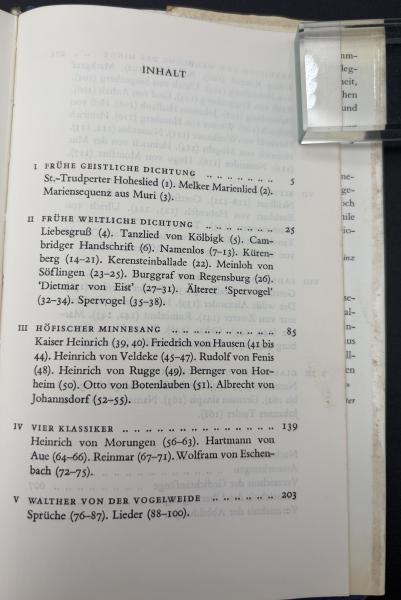 INHALT
I FRÜHE GEISTLICHE DICHTUNG .. .. .. .. .. .. .. 5
St.-Trudperter Hoheslied (1). Melker Marienlied (2).
Mariensequenz aus Muri (3).
II FRÜHE WELTLICHE DICHTUNG .. .. .. .. .. .. 25
Liebesgruß (4). Tanzlied von Kölbigk (5). Cam-
bridger Handschrift (6). Namenlos (7–13). Küren-
berg (14–21). Kerensteinballade (22). Meinloh von
Söflingen (23–25). Burggraf von Regensburg (26).
‘Dietmar von Eist’ (27–31). Älterer ‘Spervogel’
(32–34). Spervogel (35–38).
III HÖFISCHER MINNESANG .. .. .. .. .. .. .. .. 85
Kaiser Heinrich (39, 40). Friedrich von Hausen (41 bis
44). Heinrich von Veldeke (45–47). Rudolf von Fenis
(48). Heinrich von Rugge (49). Bernger von Hor-
heim (50). Otto von Botenlauben (51). Albrecht von
Johannsdorf (52–55).
IV VIER KLASSIKER .. .. .. .. .. .. .. .. .. .. 139
Heinrich von Morungen (56–63). Hartmann von
Aue (64–66). Reinmar (67–71). Wolfram von Eschen-
bach (72–75).
V WALTHER VON DER VOGELWEIDE .. .. .. .. .. 203
Sprüche (76–87). Lieder (88–100).